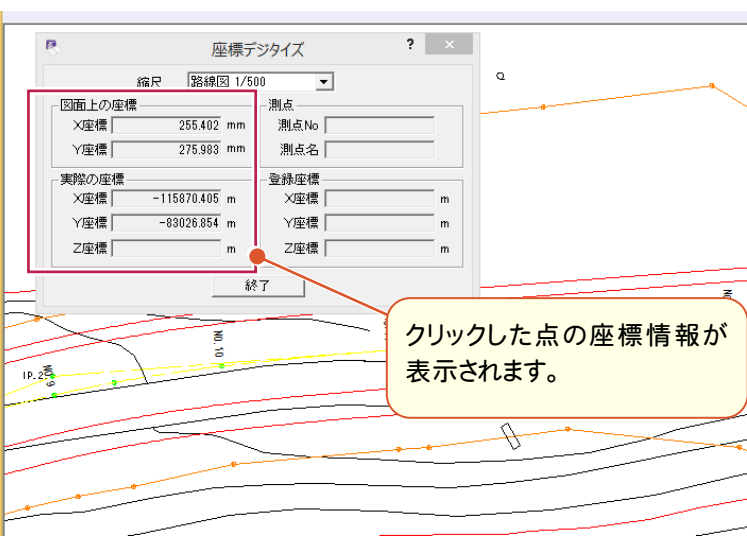 座標デジタイズ
? ×
縮尺 路線図 1/500
図面上の座標
X座標 255.402 mm
Y座標 275.983 mm
測点
測点No
測点名
実際の座標
X座標 -115870.405 m
Y座標 -83026.854 m
Z座標 m
登録座標
X座標 m
Y座標 m
Z座標 m
終了
クリックした点の座標情報が
表示されます。
NO.10
IP.2
NO.9